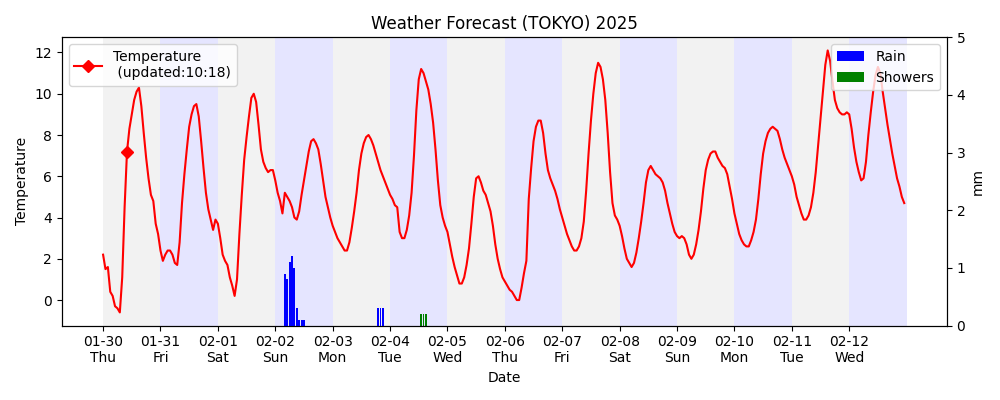 Weather Forecast (TOKYO) 2025
Temperature
(updated:10:18)
Rain
Showers
12
10
8
6
4
2
0
Temperature
5
4
3
2
1
0
mm
01-30 01-31 02-01 02-02 02-03 02-04 02-05 02-06 02-07 02-08 02-09 02-10 02-11 02-12
Thu Fri Sat Sun Mon Tue Wed Thu Fri Sat Sun Mon Tue Wed
Date